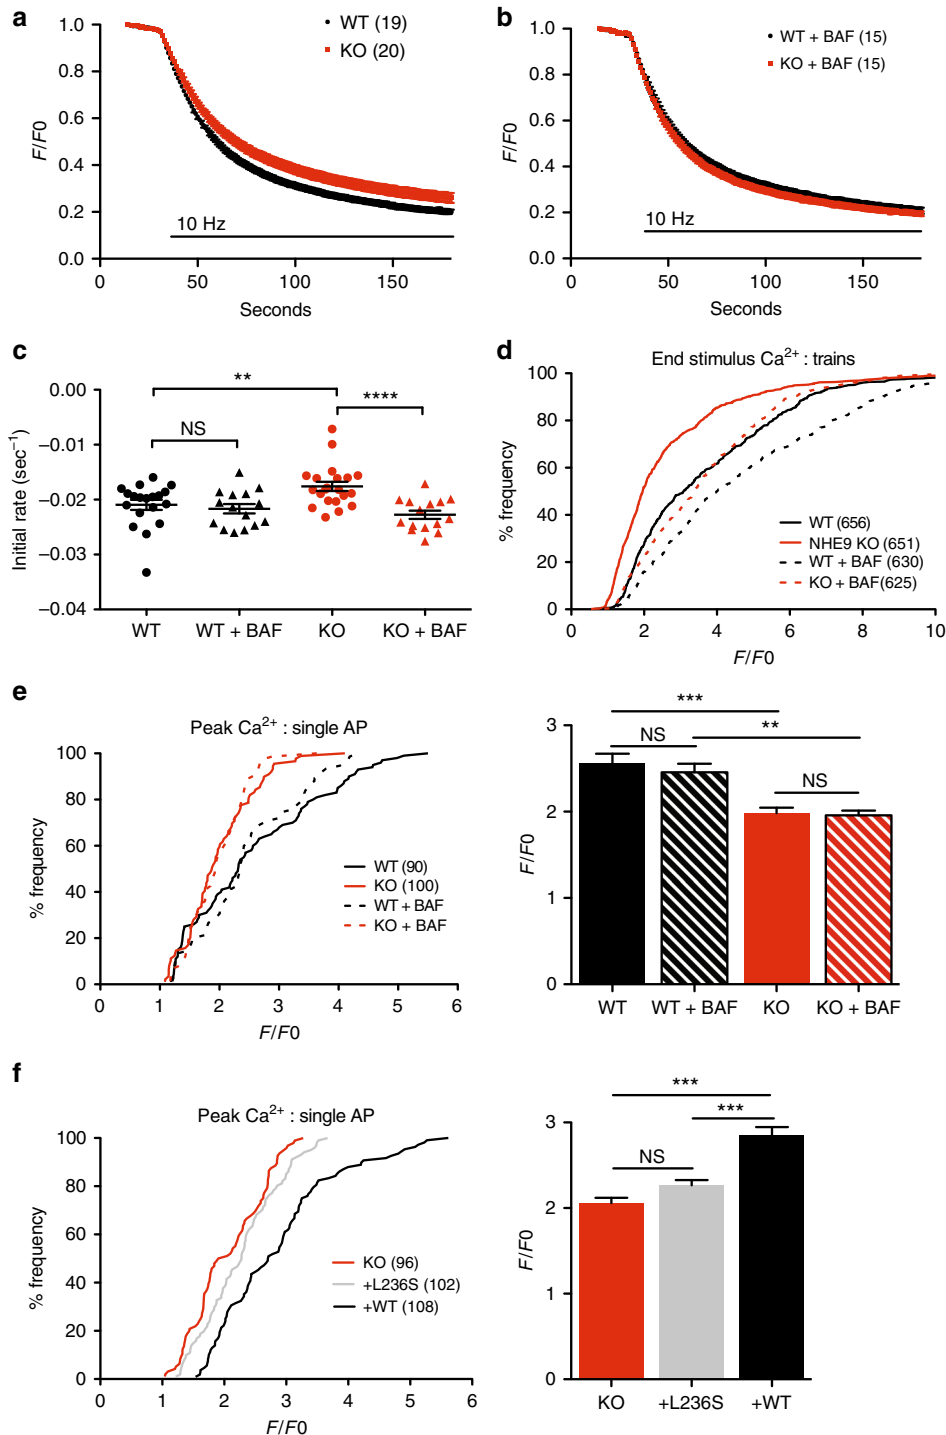 a
WT (19)
KO (20)
1.0
0.8
0.6
0.4
0.2
0.0
F/F0
10 Hz
0
50
100
150
Seconds
b
WT + BAF (15)
KO + BAF (15)
1.0
0.8
0.6
0.4
0.2
0.0
F/F0
10 Hz
0
50
100
150
Seconds
c
0.00
−0.01
−0.02
−0.03
−0.04
Initial rate (sec⁻¹)
**
****
NS
WT
WT + BAF
KO
KO + BAF
d
End stimulus Ca²⁺ : trains
100
80
60
40
20
0
% frequency
WT (656)
NHE9 KO (651)
WT + BAF (630)
KO + BAF(625)
0
2
4
6
8
10
F/F0
e
Peak Ca²⁺ : single AP
100
80
60
40
20
0
% frequency
WT (90)
KO (100)
WT + BAF
KO + BAF
0
1
2
3
4
5
6
F/F0
3
2
1
0
F/F0
***
**
NS
NS
WT
WT + BAF
KO
KO + BAF
f
Peak Ca²⁺ : single AP
100
80
60
40
20
0
% frequency
KO (96)
+L236S (102)
+WT (108)
0
1
2
3
4
5
6
F/F0
3
2
1
0
F/F0
***
***
NS
KO
+L236S
+WT